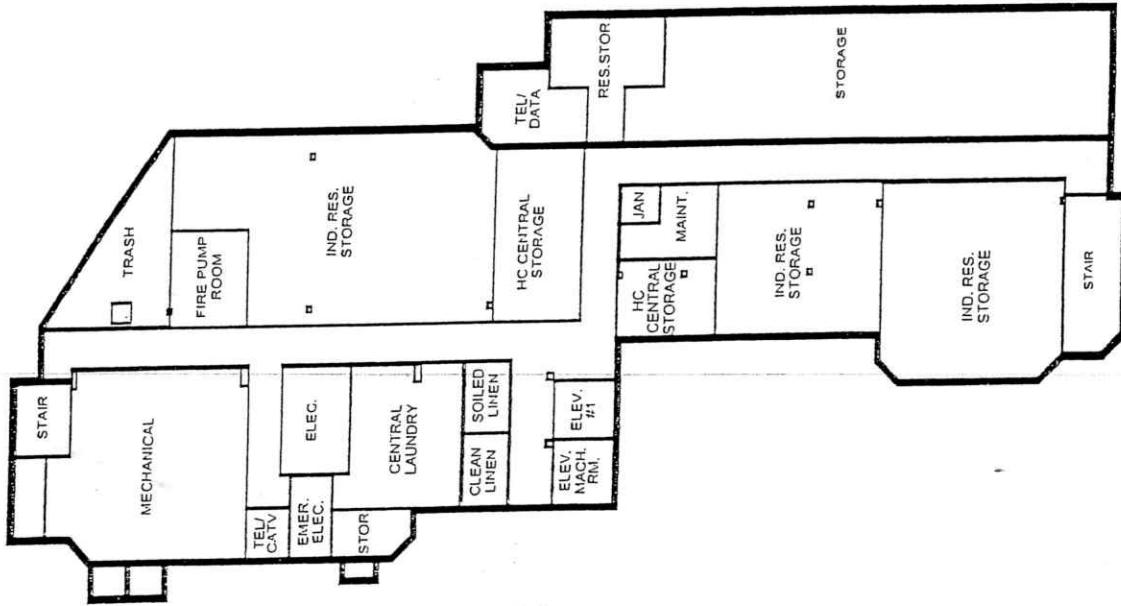 STAIR
MECHANICAL
TEL/
CATV
EMER.
ELEC.
STOR
ELEC.
CENTRAL
LAUNDRY
CLEAN
LINEN
SOILED
LINEN
ELEV.
MACH.
RM.
ELEV.
#1
TRASH
FIRE PUMP
ROOM
IND. RES.
STORAGE
HC CENTRAL
STORAGE
TEL/
DATA
RES.STOR.
STORAGE
JAN
MAINT.
HC
CENTRAL
STORAGE
IND. RES.
STORAGE
IND. RES.
STORAGE
STAIR